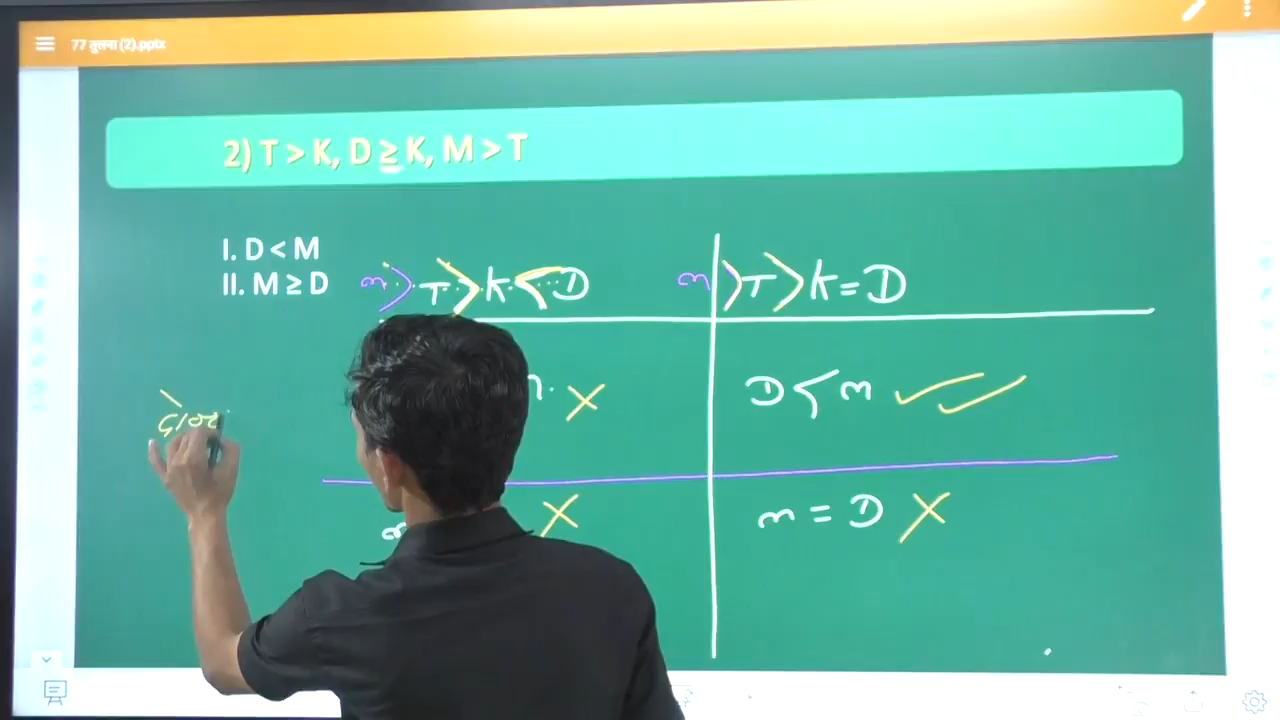 77 तुलना (2).pptx
2) T > K, D ≥ K, M > T
I. D < M
II. M ≥ D
m > T > K < D
m > T > K = D
D < m
m = D
m